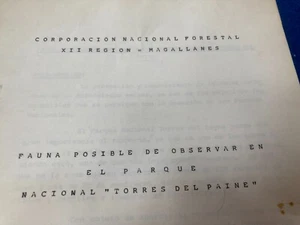 CORPORACION NACIONAL FORESTAL
XII REGION - MAGALLANES
FAUNA POSIBLE DE OBSERVAR EN
EL PARQUE
NACIONAL "TORRES DEL PAINE"